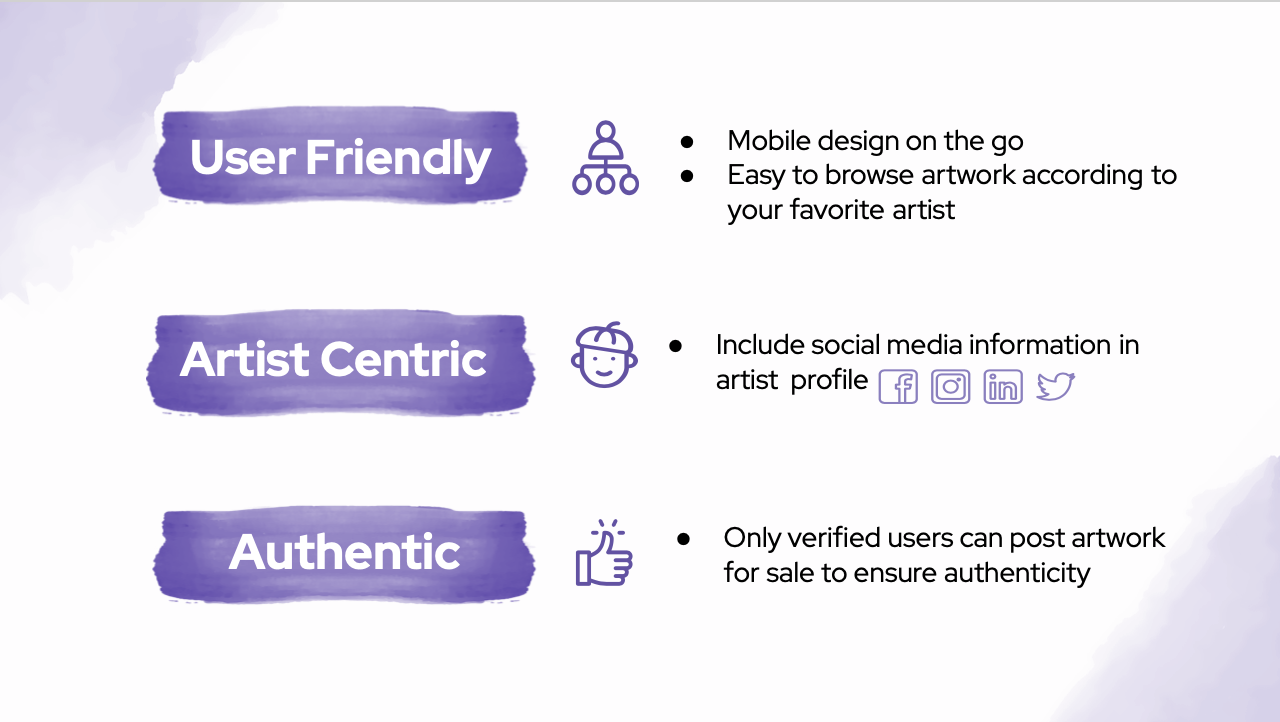 User Friendly
● Mobile design on the go
● Easy to browse artwork according to
your favorite artist
Artist Centric
● Include social media information in
artist profile
Authentic
● Only verified users can post artwork
for sale to ensure authenticity